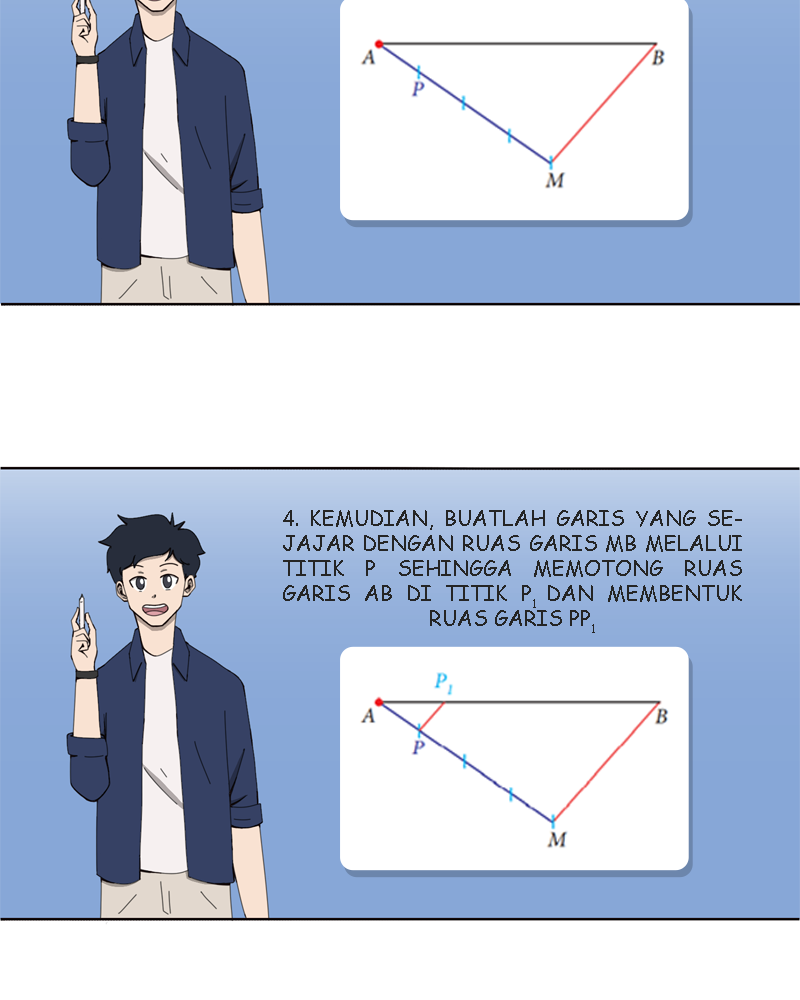 A
B
P
M
4. KEMUDIAN, BUATLAH GARIS YANG SE-
JAJAR DENGAN RUAS GARIS MB MELALUI
TITIK P SEHINGGA MEMOTONG RUAS
GARIS AB DI TITIK P₁ DAN MEMBENTUK
RUAS GARIS PP₁
P₁
A
B
P
M